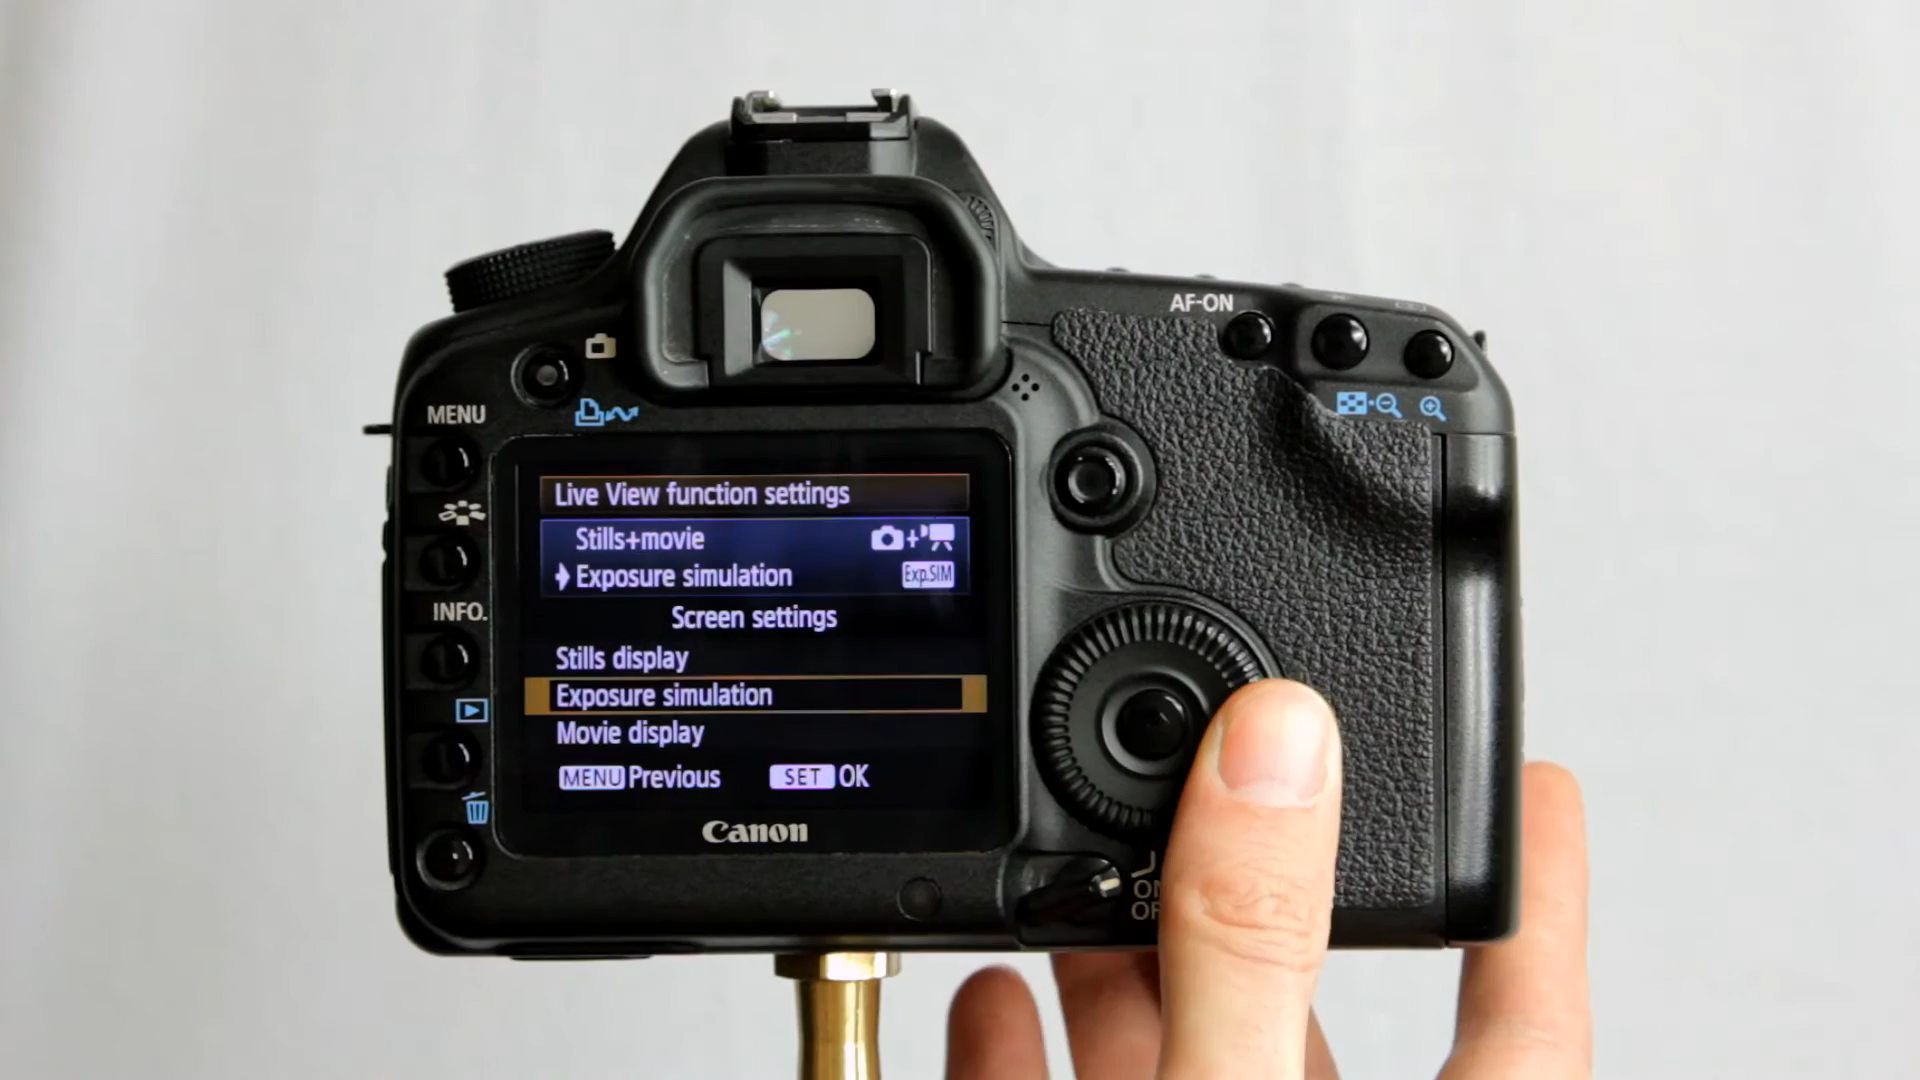 AF-ON
MENU
Live View function settings
Stills+movie
Exposure simulation Exp.SIM
INFO.
Screen settings
Stills display
Exposure simulation
Movie display
MENU Previous SET OK
Canon